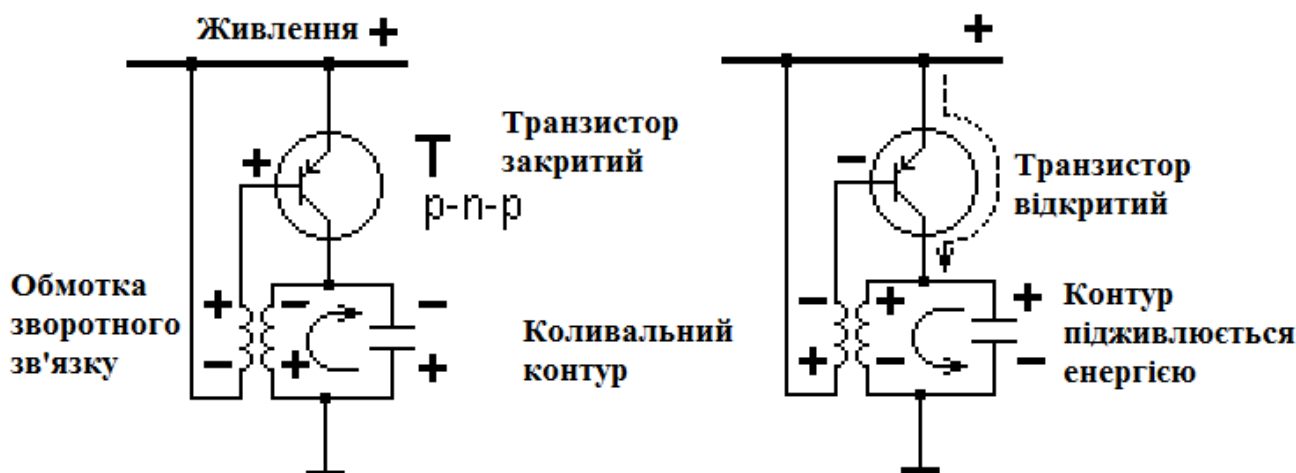 Живлення +
+
Транзистор
закритий
+
T
p-n-p
Обмотка
зворотного
зв'язку
+
−
−
+
−
+
Коливальний
контур
−
Транзистор
відкритий
−
+
+
−
+
−
Контур
підживлюється
енергією